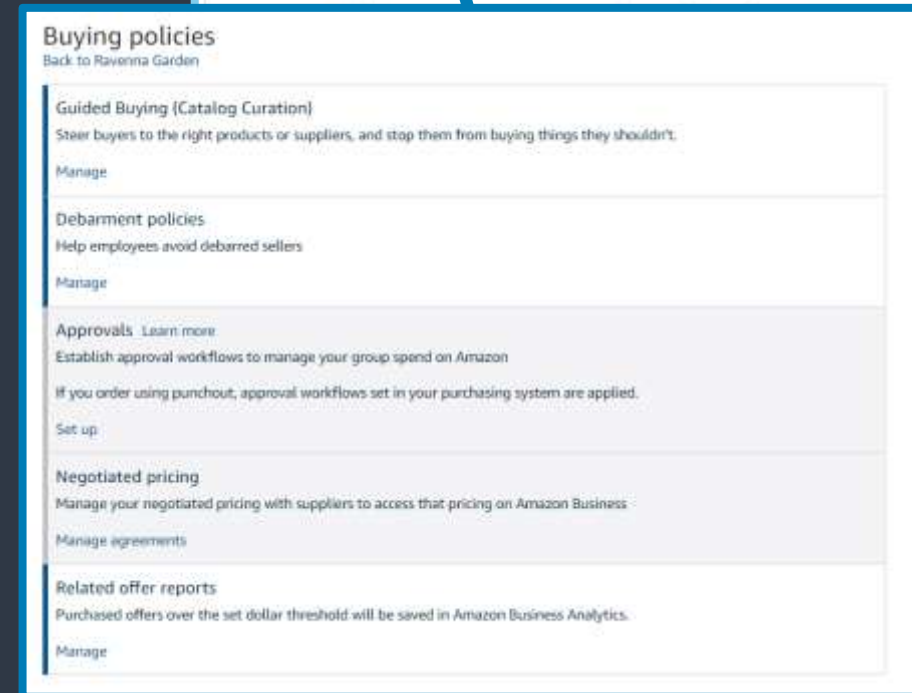 Buying policies
Back to Ravenna Garden
Guided Buying (Catalog Curation)
Steer buyers to the right products or suppliers, and stop them from buying things they shouldn't.
Manage
Debarment policies
Help employees avoid debarred sellers
Manage
Approvals Learn more
Establish approval workflows to manage your group spend on Amazon
If you order using punchout, approval workflows set in your purchasing system are applied.
Set up
Negotiated pricing
Manage your negotiated pricing with suppliers to access that pricing on Amazon Business
Manage agreements
Related offer reports
Purchased offers over the set dollar threshold will be saved in Amazon Business Analytics.
Manage